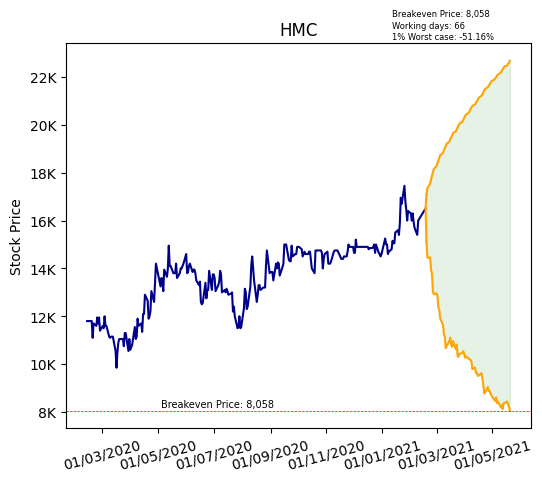 Breakeven Price: 8,058
Working days: 66
1% Worst case: -51.16%
HMC
Stock Price
22K
20K
18K
16K
14K
12K
10K
8K
Breakeven Price: 8,058
01/03/2020
01/05/2020
01/07/2020
01/09/2020
01/11/2020
01/01/2021
01/03/2021
01/05/2021